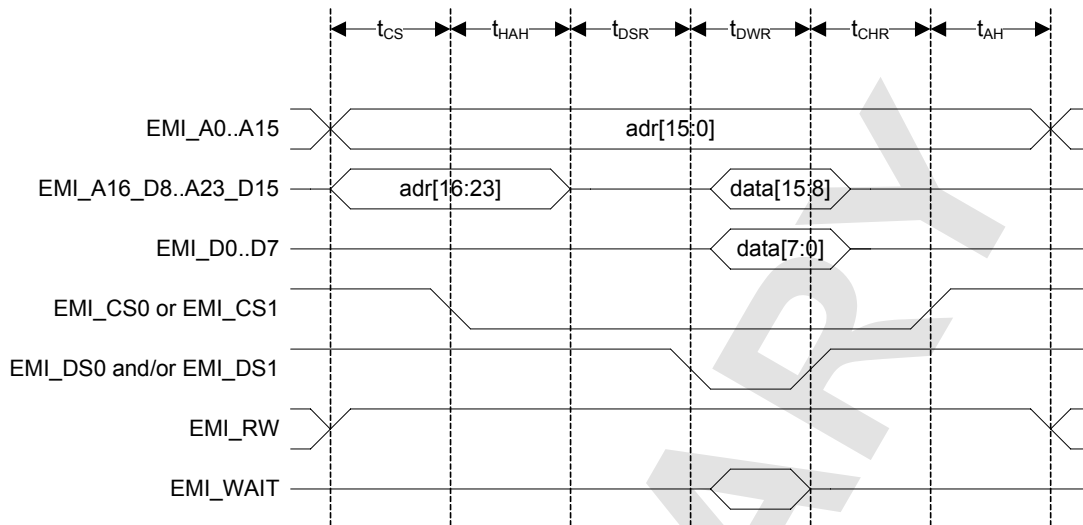 tCS tHAH tDSR tDWR tCHR tAH
EMI_A0..A15 adr[15:0]
EMI_A16_D8..A23_D15 adr[16:23] data[15:8]
EMI_D0..D7 data[7:0]
EMI_CS0 or EMI_CS1
EMI_DS0 and/or EMI_DS1
EMI_RW
EMI_WAIT
ARY